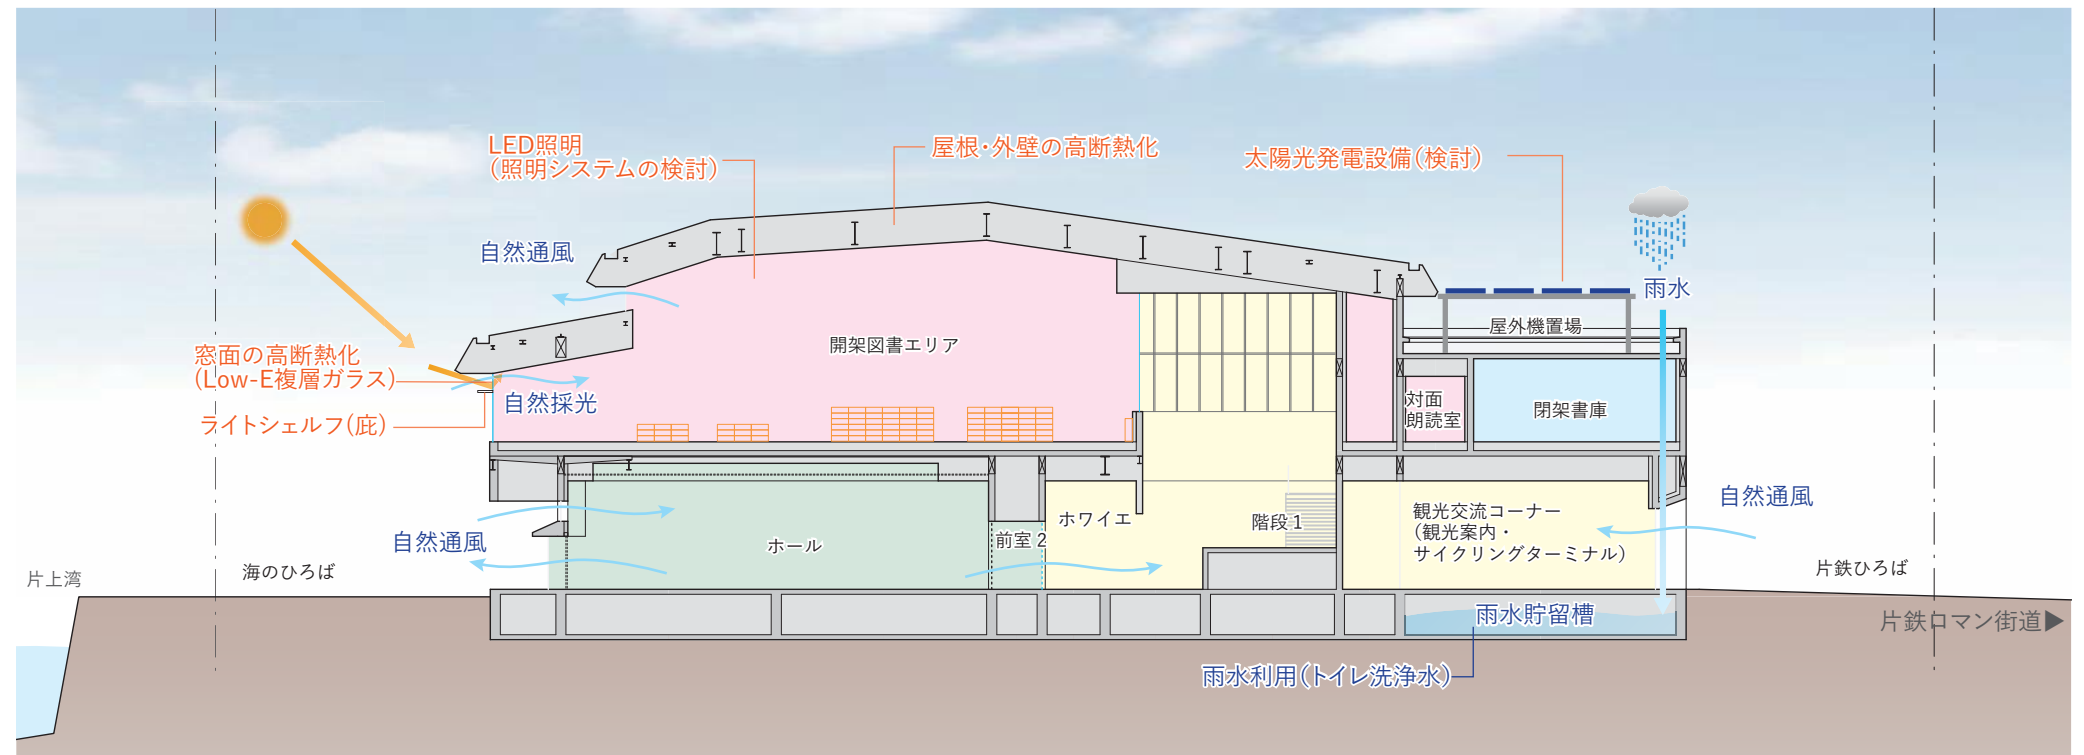 LED照明
(照明システムの検討)
屋根・外壁の高断熱化
太陽光発電設備(検討)
自然通風
雨水
屋外機置場
窓面の高断熱化
(Low-E複層ガラス)
ライトシェルフ(庇)
自然採光
開架図書エリア
対面
朗読室
閉架書庫
自然通風
ホール
前室 2
ホワイエ
階段 1
観光交流コーナー
(観光案内・
サイクリングターミナル)
自然通風
片上湾
海のひろば
片鉄ひろば
雨水貯留槽
片鉄ロマン街道▶
雨水利用(トイレ洗浄水)